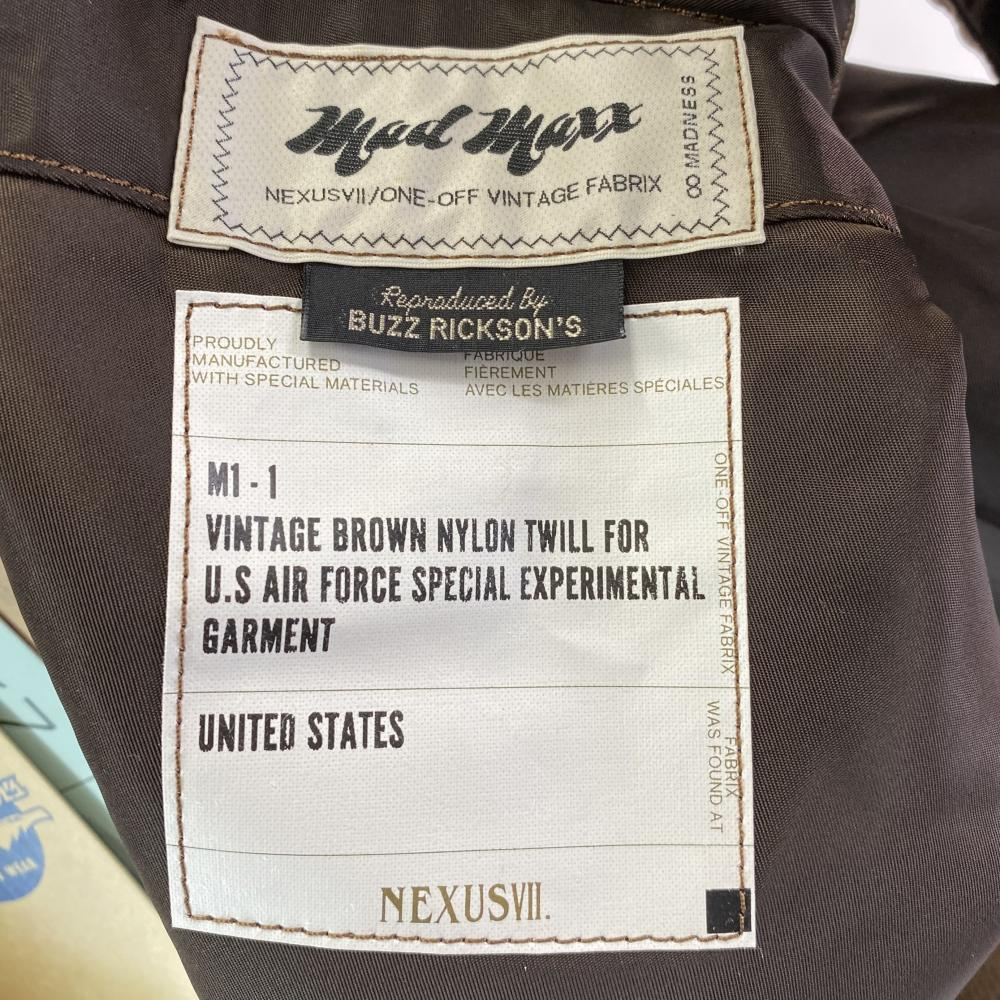 Mad Maxx
NEXUSVII/ONE-OFF VINTAGE FABRIX
∞ MADNESS
Reproduced By
BUZZ RICKSON'S
PROUDLY
MANUFACTURED
WITH SPECIAL MATERIALS
FABRIQUE
FIÈREMENT
AVEC LES MATIÈRES SPÉCIALES
M1-1
VINTAGE BROWN NYLON TWILL FOR
U.S AIR FORCE SPECIAL EXPERIMENTAL
GARMENT
ONE-OFF VINTAGE FABRIX
UNITED STATES
FABRIX
WAS FOUND AT
NEXUSVII.